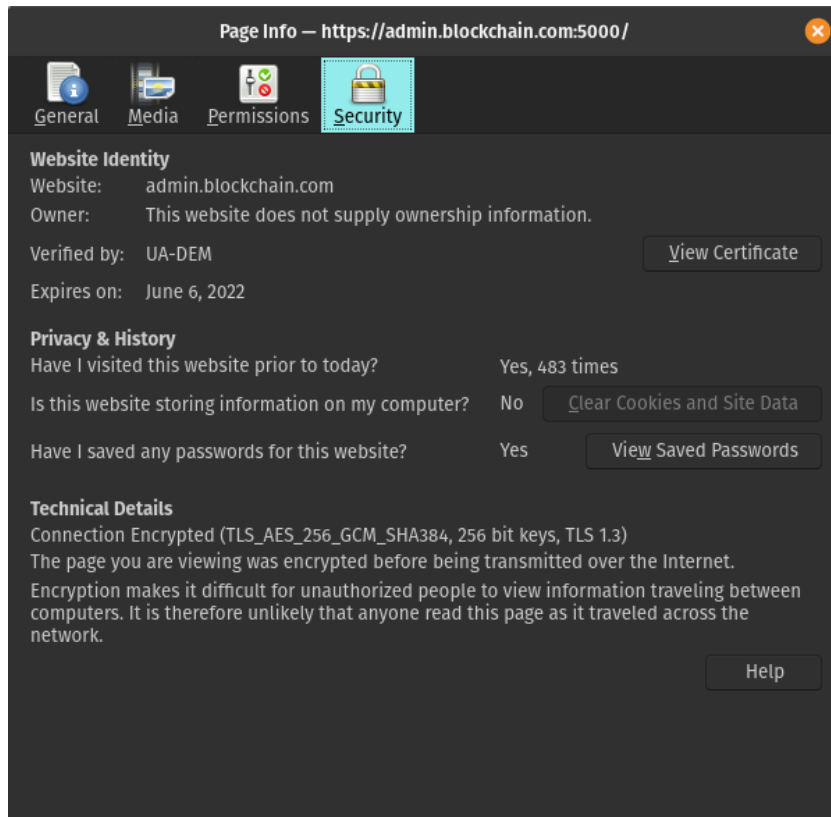 Page Info — https://admin.blockchain.com:5000/
General Media Permissions Security
Website Identity
Website: admin.blockchain.com
Owner: This website does not supply ownership information.
Verified by: UA-DEM View Certificate
Expires on: June 6, 2022
Privacy & History
Have I visited this website prior to today? Yes, 483 times
Is this website storing information on my computer? No Clear Cookies and Site Data
Have I saved any passwords for this website? Yes View Saved Passwords
Technical Details
Connection Encrypted (TLS_AES_256_GCM_SHA384, 256 bit keys, TLS 1.3)
The page you are viewing was encrypted before being transmitted over the Internet.
Encryption makes it difficult for unauthorized people to view information traveling between
computers. It is therefore unlikely that anyone read this page as it traveled across the
network.
Help